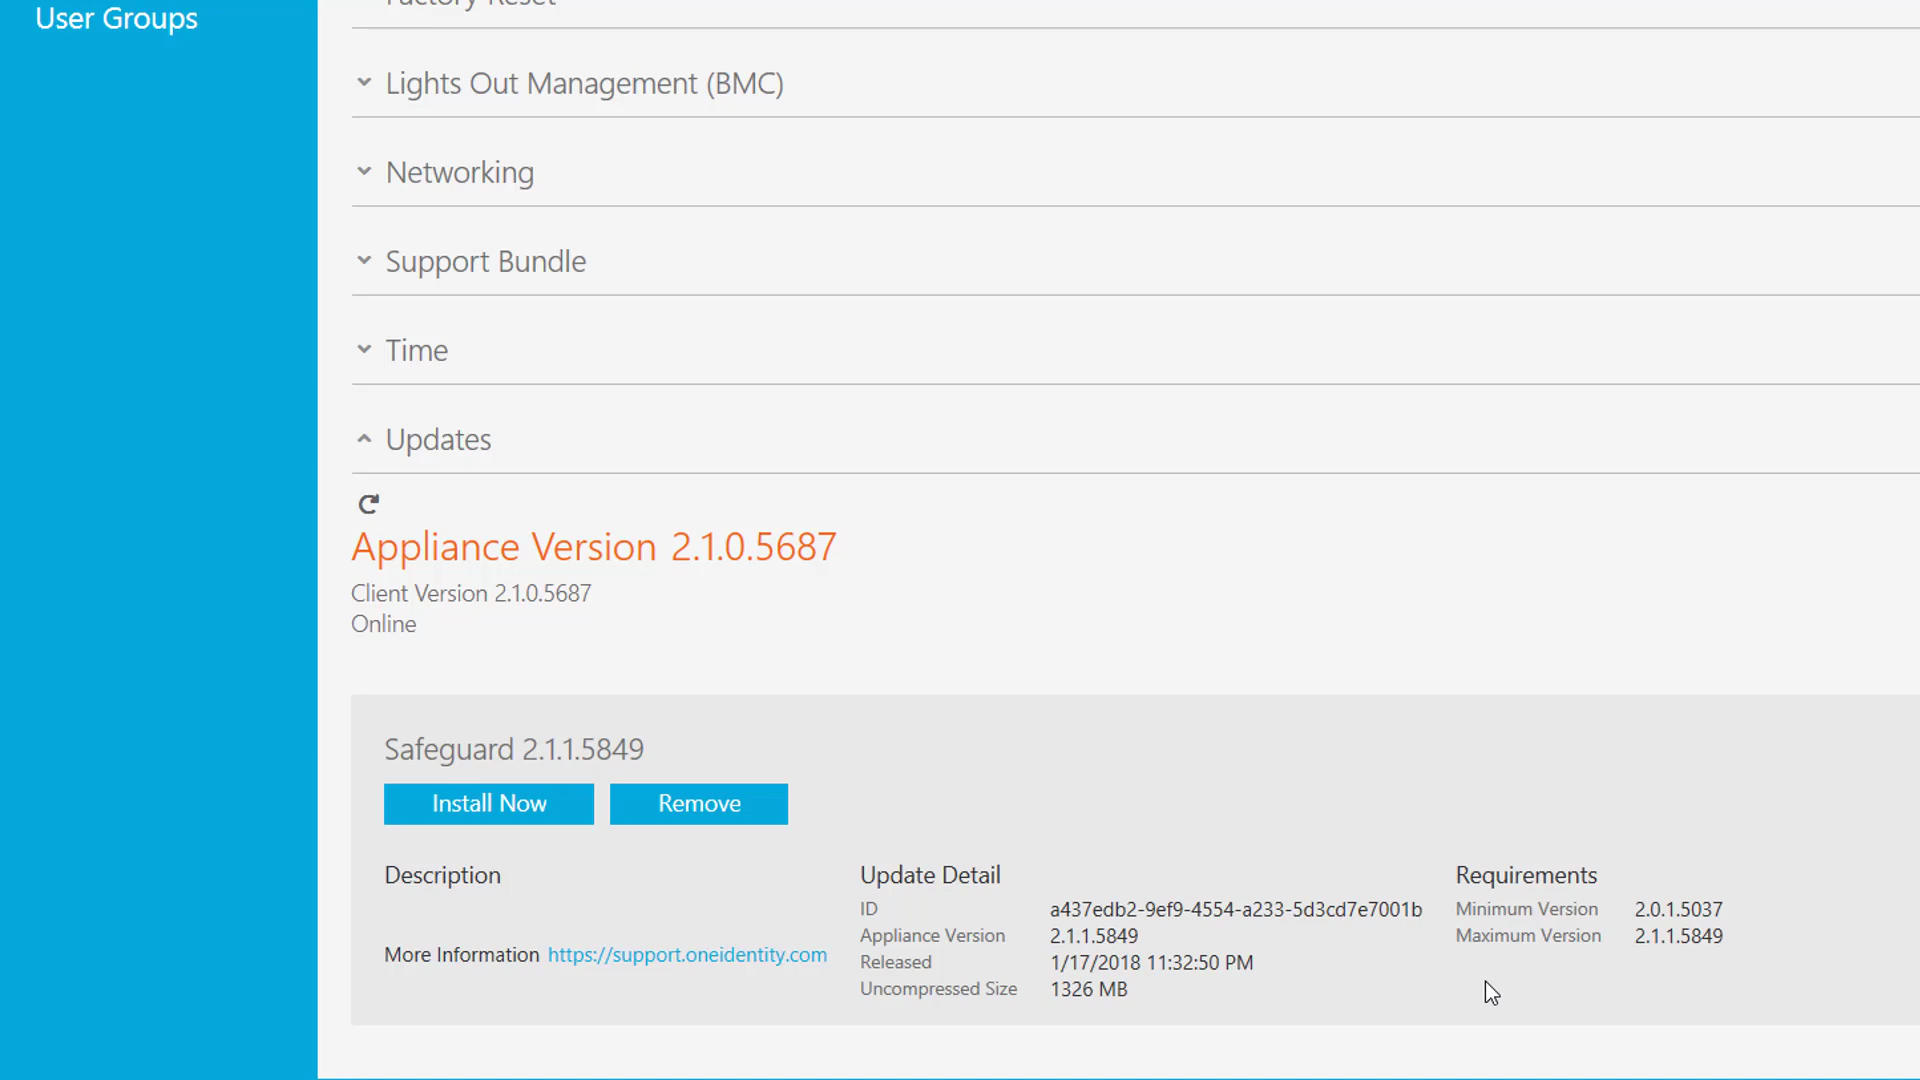 User Groups
Factory Reset
Lights Out Management (BMC)
Networking
Support Bundle
Time
Updates
Appliance Version 2.1.0.5687
Client Version 2.1.0.5687
Online
Safeguard 2.1.1.5849
Install Now Remove
Description Update Detail Requirements
ID a437edb2-9ef9-4554-a233-5d3cd7e7001b Minimum Version 2.0.1.5037
Appliance Version 2.1.1.5849 Maximum Version 2.1.1.5849
More Information https://support.oneidentity.com Released 1/17/2018 11:32:50 PM
Uncompressed Size 1326 MB